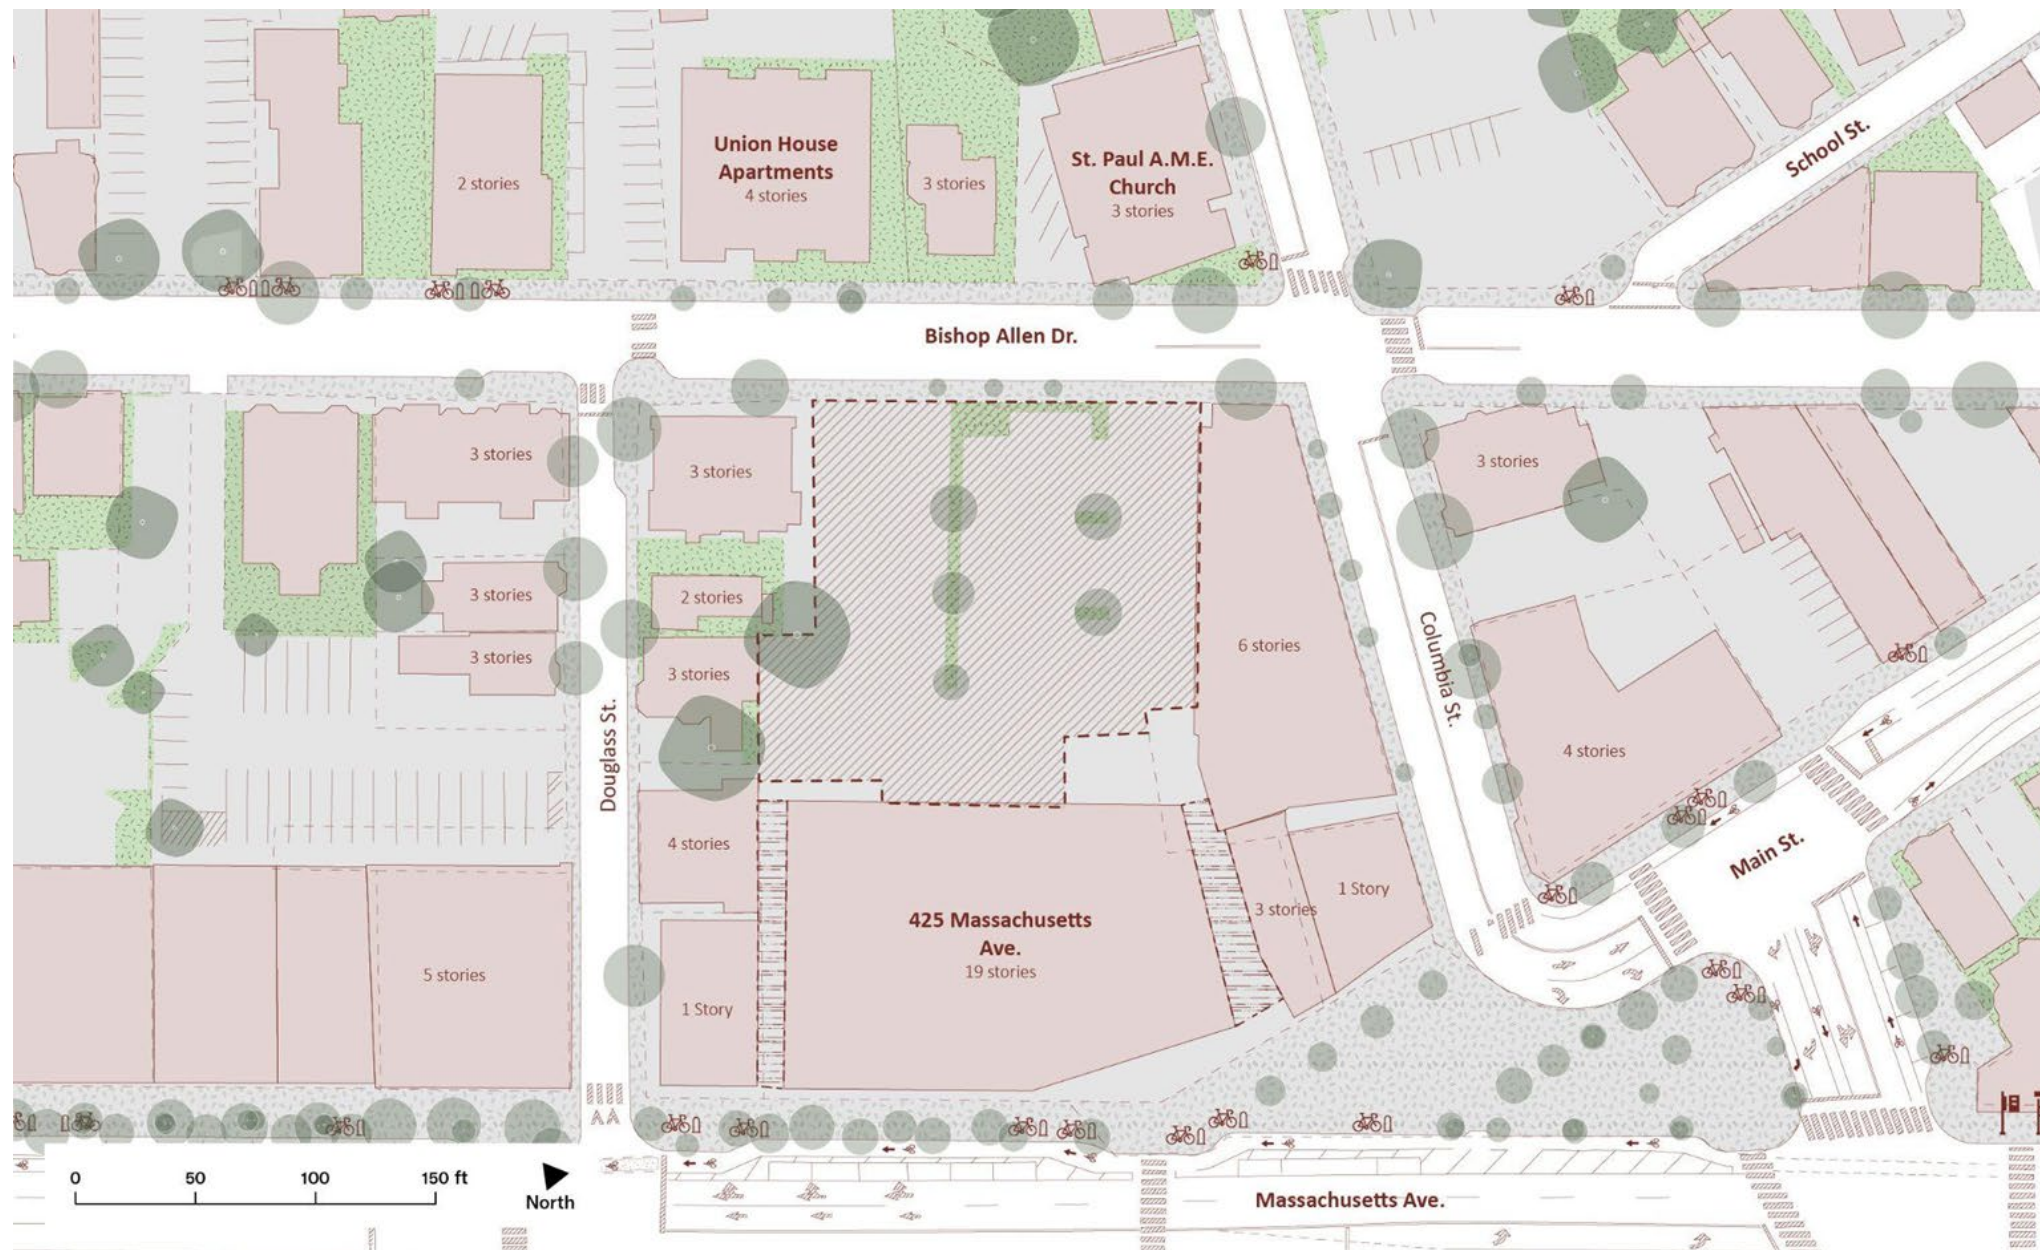 Union House
Apartments
4 stories
2 stories
3 stories
St. Paul A.M.E.
Church
3 stories
School St.
Bishop Allen Dr.
3 stories
3 stories
3 stories
3 stories
2 stories
3 stories
3 stories
6 stories
3 stories
Columbia St.
4 stories
Douglass St.
4 stories
425 Massachusetts
Ave.
19 stories
3 stories
1 Story
Main St.
5 stories
1 Story
0 50 100 150 ft
North
Massachusetts Ave.